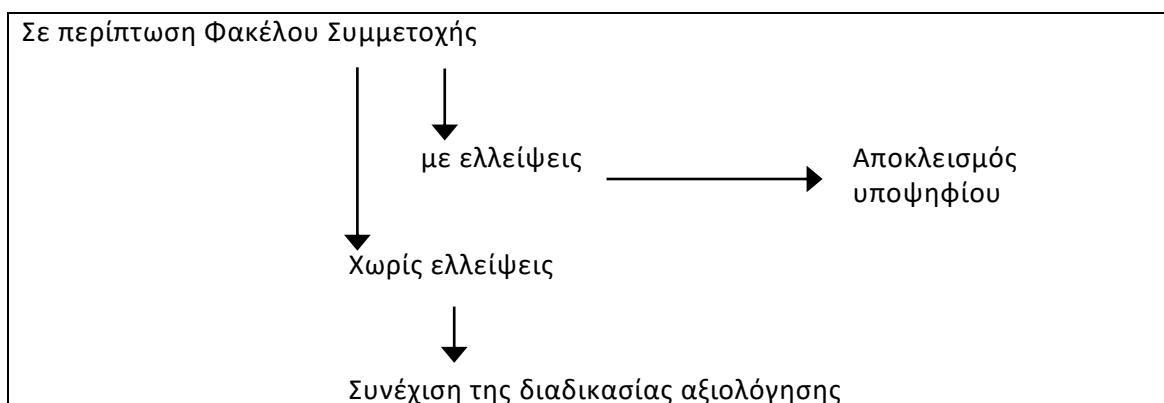 Σε περίπτωση Φακέλου Συμμετοχής
με ελλείψεις
Αποκλεισμός
υποψηφίου
Χωρίς ελλείψεις
Συνέχιση της διαδικασίας αξιολόγησης